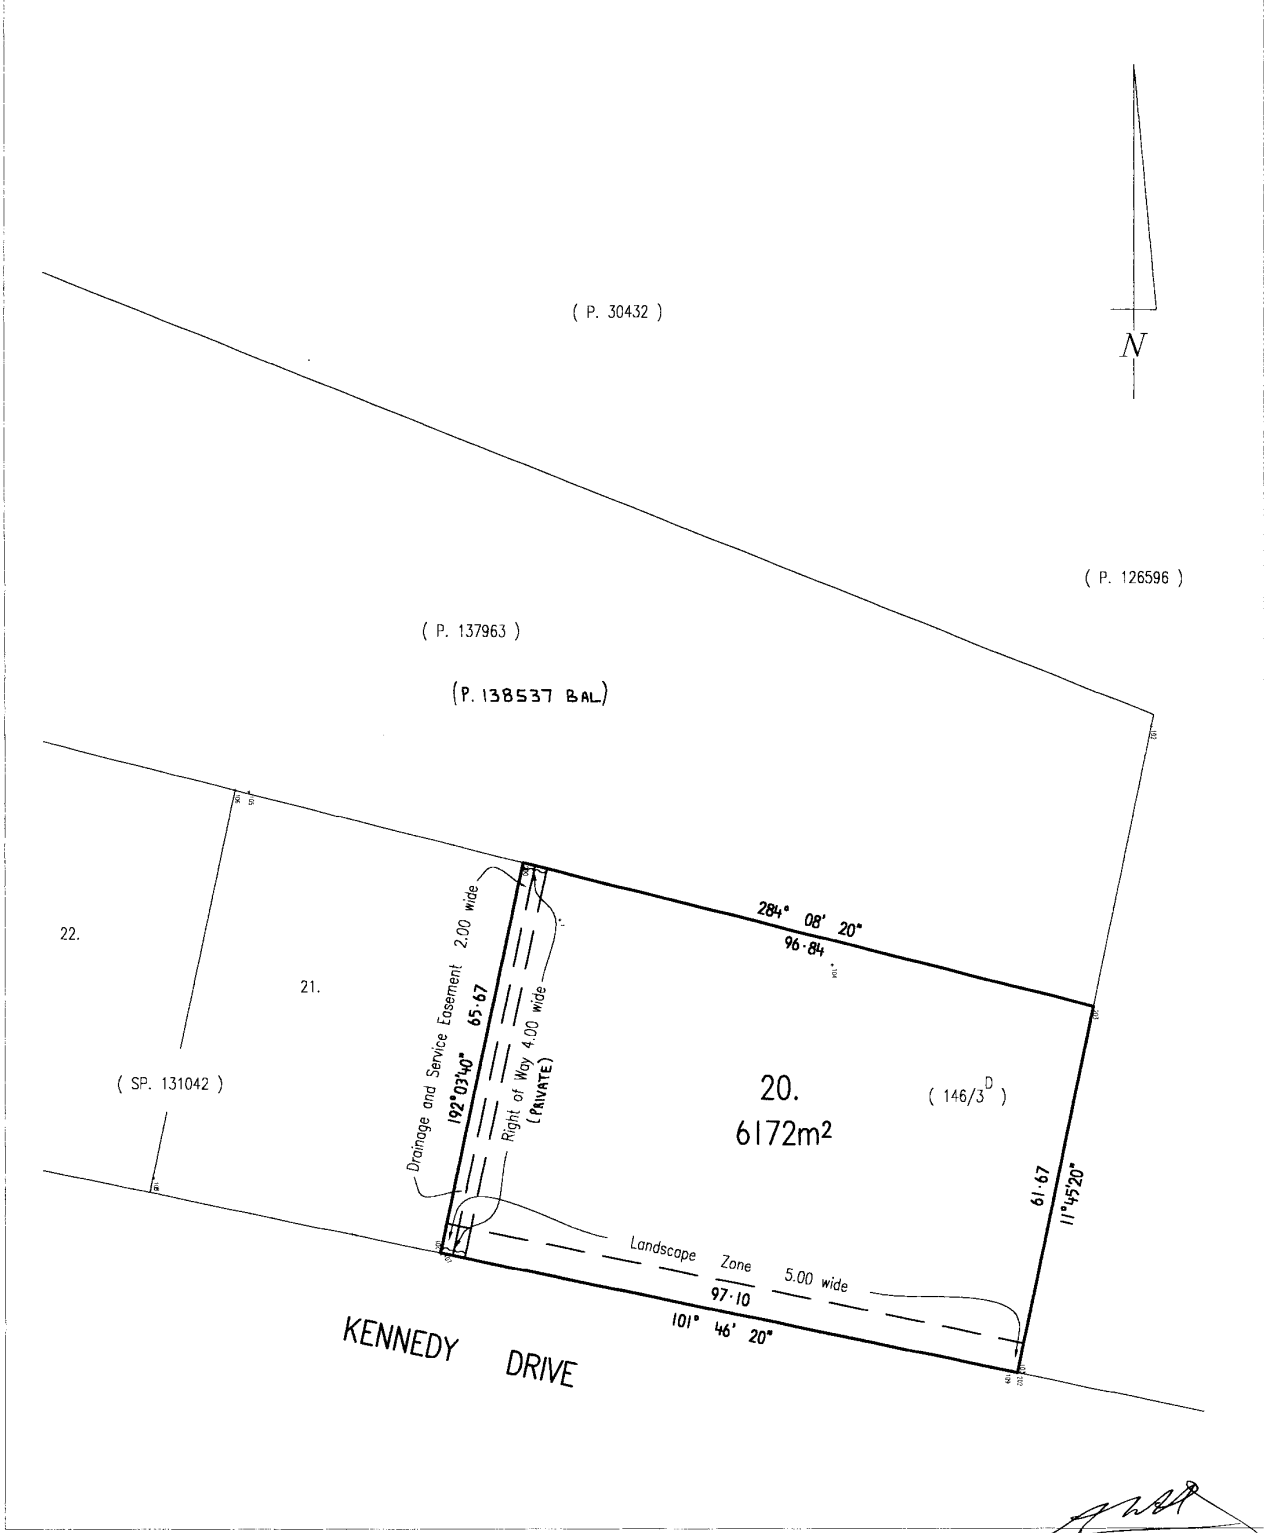 ( P. 30432 )
N
( P. 126596 )
( P. 137963 )
(P. 138537 BAL)
22.
21.
( SP. 131042 )
Drainage and Service Easement 2.00 wide
192°03'40" 65·67
Right of Way 4.00 wide
(PRIVATE)
284° 08' 20"
96·84
20.
6172m²
( 146/3D )
61·67
11°45'20"
Landscape Zone 5.00 wide
97·10
101° 46' 20"
KENNEDY DRIVE